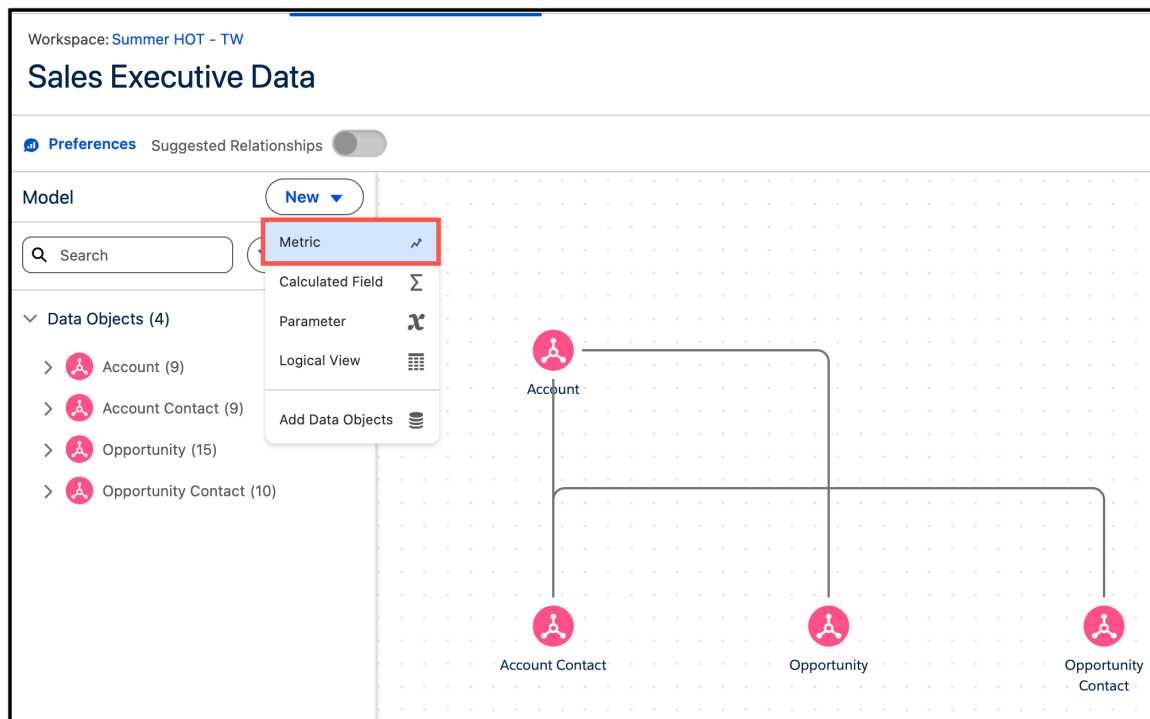 Workspace: Summer HOT - TW
Sales Executive Data
Preferences Suggested Relationships
Model New
Metric
Search
Calculated Field
Parameter
Logical View
Add Data Objects
Data Objects (4)
Account (9)
Account Contact (9)
Opportunity (15)
Opportunity Contact (10)
Account
Account Contact
Opportunity
Opportunity
Contact